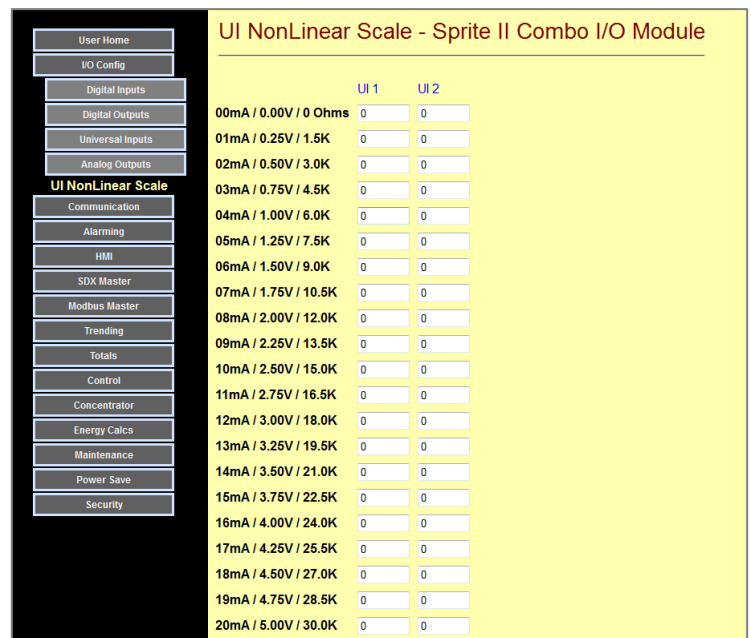 User Home
I/O Config
Digital Inputs
Digital Outputs
Universal Inputs
Analog Outputs
UI NonLinear Scale
Communication
Alarming
HMI
SDX Master
Modbus Master
Trending
Totals
Control
Concentrator
Energy Calcs
Maintenance
Power Save
Security
UI NonLinear Scale - Sprite II Combo I/O Module
UI 1 UI 2
00mA / 0.00V / 0 Ohms 0 0
01mA / 0.25V / 1.5K 0 0
02mA / 0.50V / 3.0K 0 0
03mA / 0.75V / 4.5K 0 0
04mA / 1.00V / 6.0K 0 0
05mA / 1.25V / 7.5K 0 0
06mA / 1.50V / 9.0K 0 0
07mA / 1.75V / 10.5K 0 0
08mA / 2.00V / 12.0K 0 0
09mA / 2.25V / 13.5K 0 0
10mA / 2.50V / 15.0K 0 0
11mA / 2.75V / 16.5K 0 0
12mA / 3.00V / 18.0K 0 0
13mA / 3.25V / 19.5K 0 0
14mA / 3.50V / 21.0K 0 0
15mA / 3.75V / 22.5K 0 0
16mA / 4.00V / 24.0K 0 0
17mA / 4.25V / 25.5K 0 0
18mA / 4.50V / 27.0K 0 0
19mA / 4.75V / 28.5K 0 0
20mA / 5.00V / 30.0K 0 0